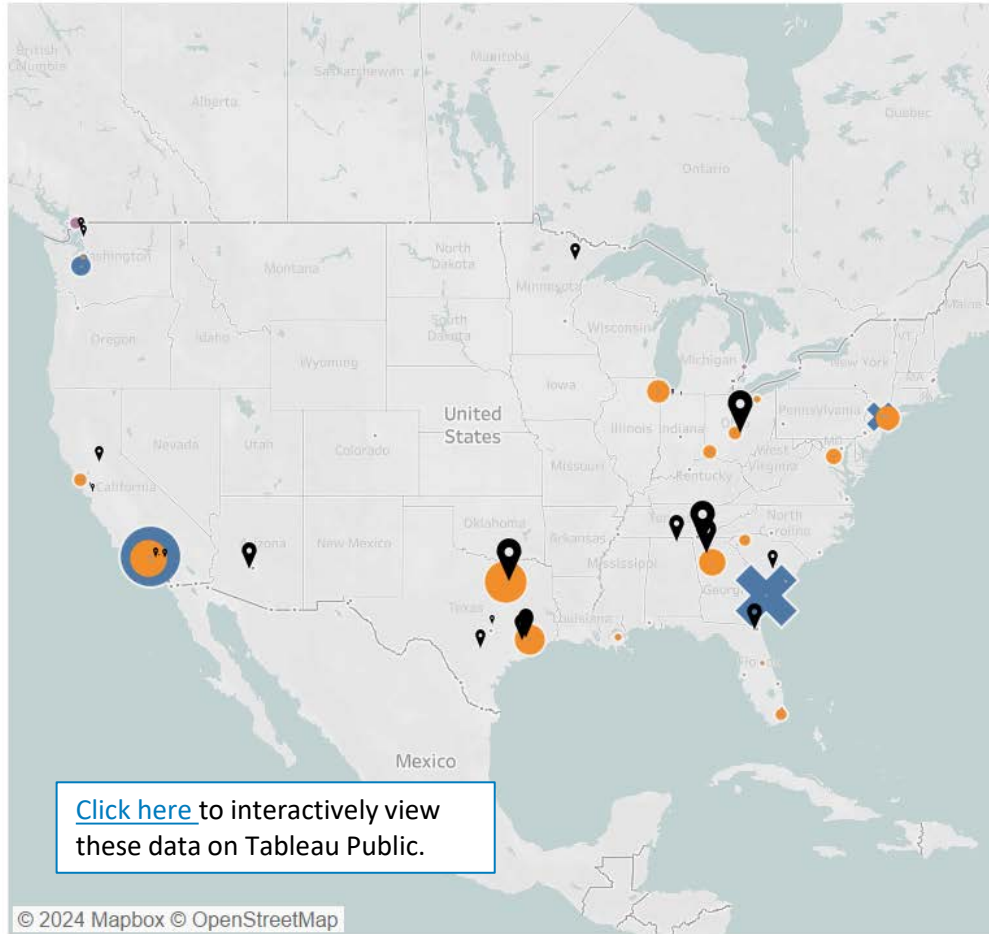 British
Columbia
Alberta
Saskatchewan
Manitoba
Ontario
Quebec
Washington
Montana
North
Dakota
Minnesota
Maine
Oregon
Idaho
South
Dakota
Wisconsin
Michigan
VT
New York
MA
Wyoming
Iowa
Nevada
Utah
Colorado
United
States
Illinois
Indiana
Pennsylvania
MD
Missouri
Kentucky
West
Virginia
California
Arizona
New Mexico
Oklahoma
Arkansas
North
Carolina
Mississippi
Texas
Louisiana
Mexico
Click here to interactively view
these data on Tableau Public.
© 2024 Mapbox © OpenStreetMap